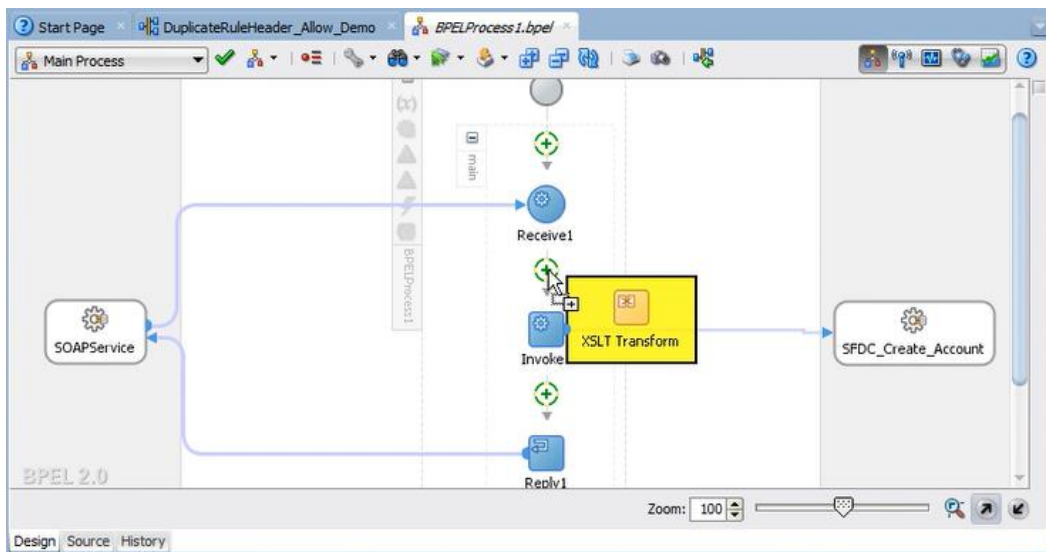 Start Page
DuplicateRuleHeader_Allow_Demo
BPELProcess1.bpel
Main Process
(x)
main
Receive1
BPELProcess1
XSLT Transform
SOAPService
Invoke
SFDC_Create_Account
Reply1
BPEL 2.0
Zoom: 100
Design Source History